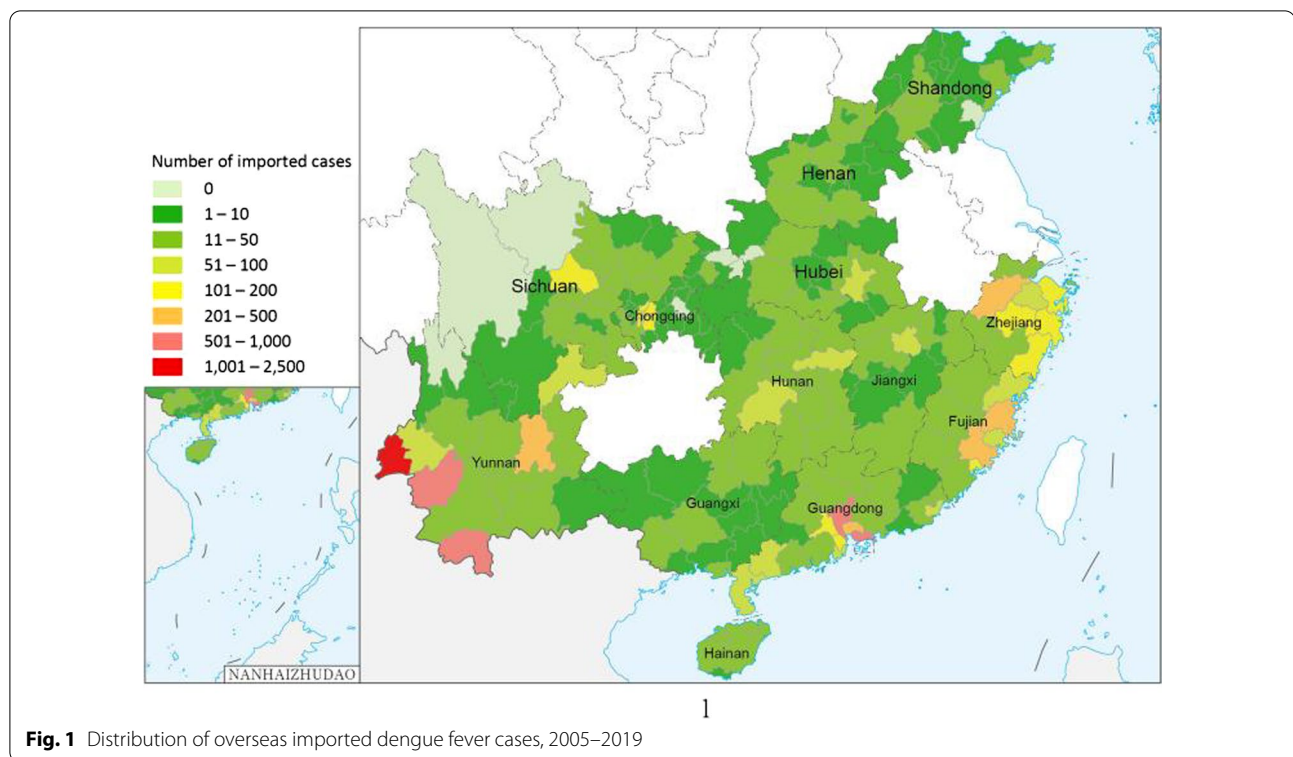 Number of imported cases
0
1 – 10
11 – 50
51 – 100
101 – 200
201 – 500
501 – 1,000
1,001 – 2,500
Shandong
Henan
Hubei
Sichuan
Chongqing
Zhejiang
Hunan
Jiangxi
Fujian
Yunnan
Guangxi
Guangdong
Hainan
NANHAIZHUDAO
1
Fig. 1 Distribution of overseas imported dengue fever cases, 2005–2019